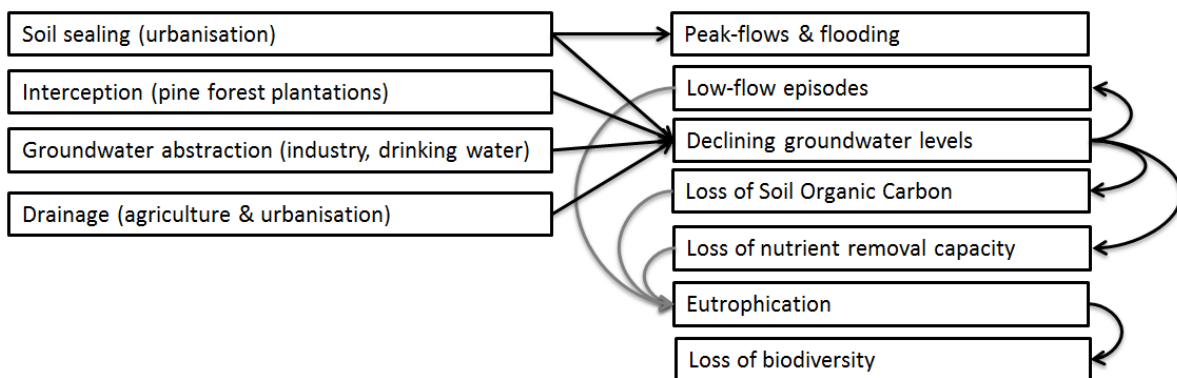 Soil sealing (urbanisation)
Interception (pine forest plantations)
Groundwater abstraction (industry, drinking water)
Drainage (agriculture & urbanisation)
Peak-flows & flooding
Low-flow episodes
Declining groundwater levels
Loss of Soil Organic Carbon
Loss of nutrient removal capacity
Eutrophication
Loss of biodiversity